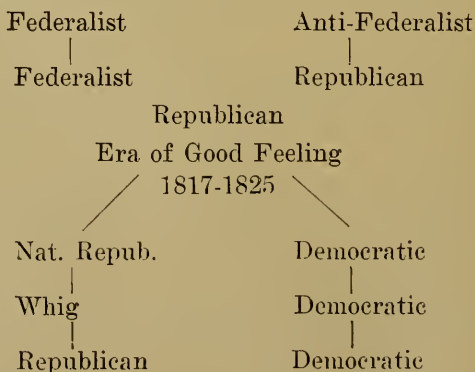 Federalist Anti-Federalist
Federalist Republican
Republican
Era of Good Feeling
1817-1825
Nat. Repub. Democratic
Whig Democratic
Republican Democratic